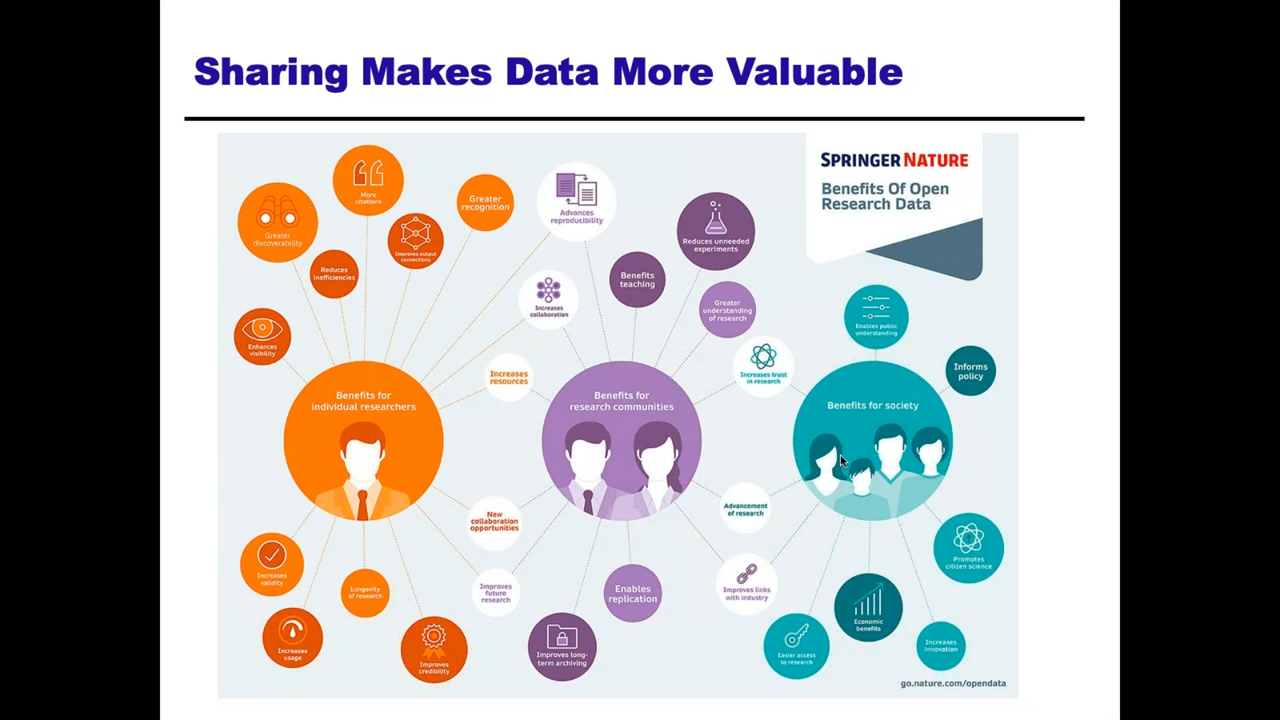 Sharing Makes Data More Valuable
SPRINGER NATURE
Benefits Of Open
Research Data
More
citations
Greater
discoverability
Greater
recognition
Improves output
connections
Reduces
inefficiencies
Enhances
visibility
Advances
reproducibility
Increases
collaboration
Benefits
teaching
Reduces unneeded
experiments
Greater
understanding
of research
Increases
resources
Increases trust
in research
Enables public
understanding
Informs
policy
Benefits for
individual researchers
Benefits for
research communities
Benefits for society
New
collaboration
opportunities
Advancement
of research
Increases
validity
Longevity
of research
Improves
future
research
Enables
replication
Improves links
with industry
Promotes
citizen science
Increases
usage
Improves
credibility
Improves long-
term archiving
Easier access
to research
Economic
benefits
Increases
innovation
go.nature.com/opendata